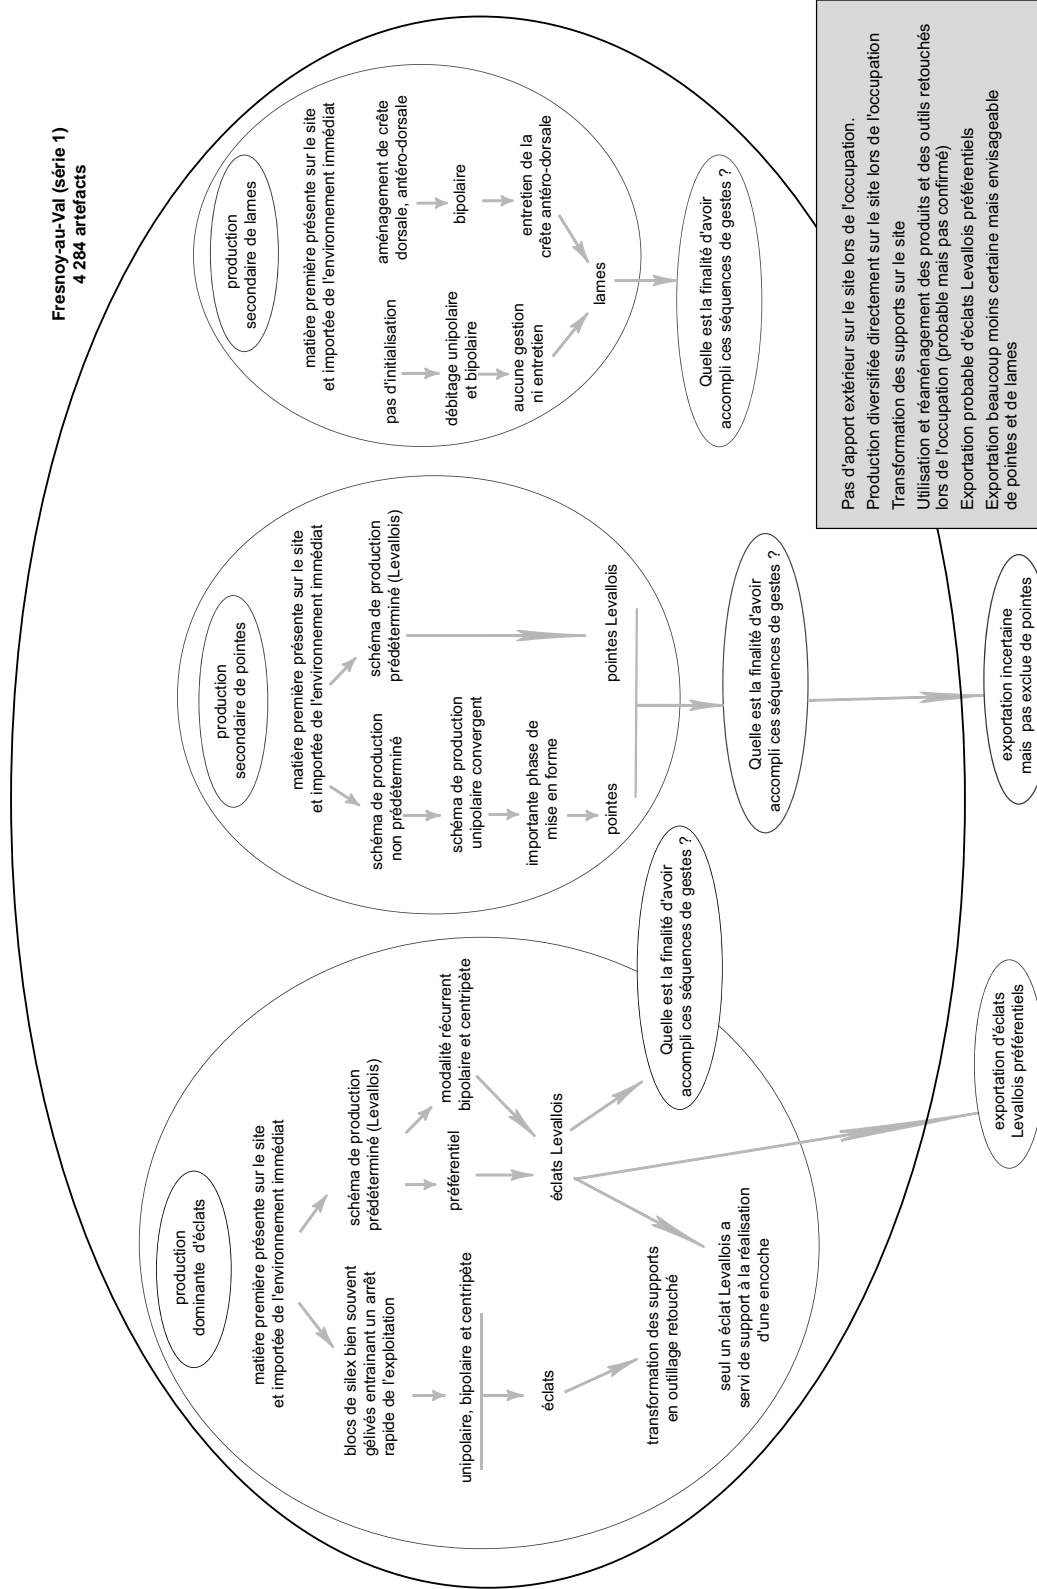 Fresnoy-au-Val (série 1)
4 284 artefacts
production
dominante d'éclats
matière première présente sur le site
et importée de l'environnement immédiat
blocs de silex bien souvent
gélivés entrainant un arrêt
rapide de l'exploitation
unipolaire, bipolaire et centripète
éclats
transformation des supports
en outillage retouché
schéma de production
prédéterminé (Levallois)
préférentiel
modalité récurrent
bipolaire et centripète
éclats Levallois
seul un éclat Levallois a
servi de support à la réalisation
d'une encoche
Quelle est la finalité d'avoir
accompli ces séquences de gestes ?
exportation d'éclats
Levallois préférentiels
production
secondaire de pointes
matière première présente sur le site
et importée de l'environnement immédiat
schéma de production
non prédéterminé
schéma de production
unipolaire convergent
importante phase de
mise en forme
pointes
schéma de production
prédéterminé (Levallois)
pointes Levallois
Quelle est la finalité d'avoir
accompli ces séquences de gestes ?
exportation incertaine
mais pas exclue de pointes
production
secondaire de lames
matière première présente sur le site
et importée de l'environnement immédiat
pas d'initialisation
débitage unipolaire
et bipolaire
aucune gestion
ni entretien
aménagement de crête
dorsale, antéro-dorsale
bipolaire
entretien de la
crête antéro-dorsale
lames
Quelle est la finalité d'avoir
accompli ces séquences de gestes ?
Pas d'apport extérieur sur le site lors de l'occupation.
Production diversifiée directement sur le site lors de l'occupation
Transformation des supports sur le site
Utilisation et réaménagement des produits et des outils retouchés
lors de l'occupation (probable mais pas confirmé)
Exportation probable d'éclats Levallois préférentiels
Exportation beaucoup moins certaine mais envisageable
de pointes et de lames